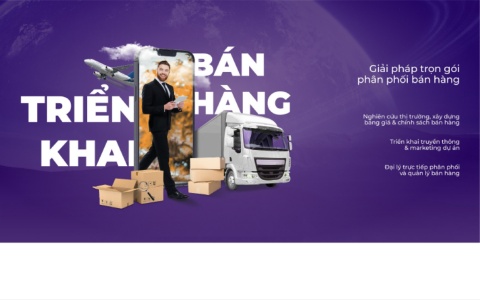 TRIỂN
KHAI
BÁN
HÀNG
Giải pháp trọn gói
phân phối bán hàng
Nghiên cứu thị trường, xây dựng
bảng giá & chính sách bán hàng
Triển khai truyền thông
& marketing dự án
Đại lý trực tiếp phân phối
và quản lý bán hàng